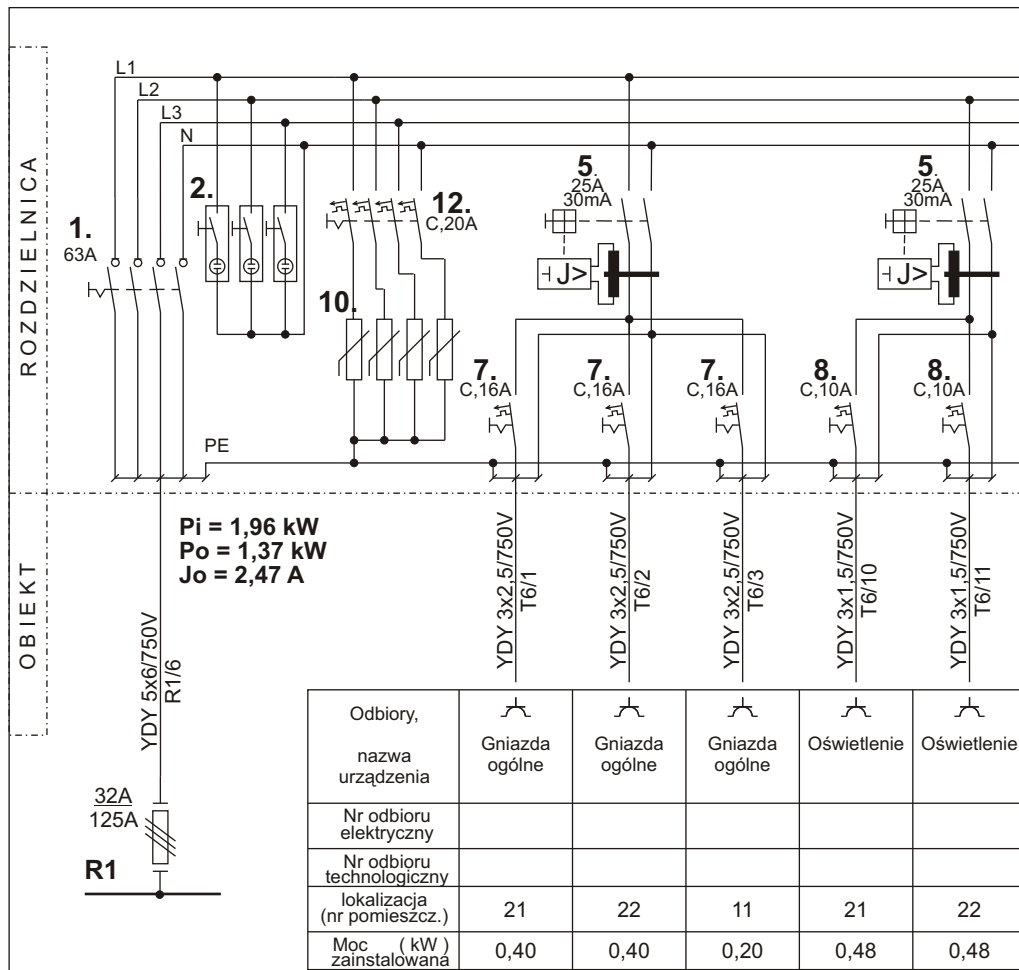 ROZDZIELNICA
OBIEKT
L1
L2
L3
N
1.
63A
2.
12.
C,20A
10.
5.
25A
30mA
J>
5.
25A
30mA
J>
7.
C,16A
7.
C,16A
7.
C,16A
8.
C,10A
8.
C,10A
PE
Pi = 1,96 kW
Po = 1,37 kW
Jo = 2,47 A
YDY 5x6/750V
R1/6
YDY 3x2,5/750V
T6/1
YDY 3x2,5/750V
T6/2
YDY 3x2,5/750V
T6/3
YDY 3x1,5/750V
T6/10
YDY 3x1,5/750V
T6/11
32A
125A
R1
Odbiory,
nazwa
urządzenia
Gniazda
ogólne
Gniazda
ogólne
Gniazda
ogólne
Oświetlenie
Oświetlenie
Nr odbioru
elektryczny
Nr odbioru
technologiczny
lokalizacja
(nr pomieszcz.)
21
22
11
21
22
Moc ( kW )
zainstalowana
0,40
0,40
0,20
0,48
0,48